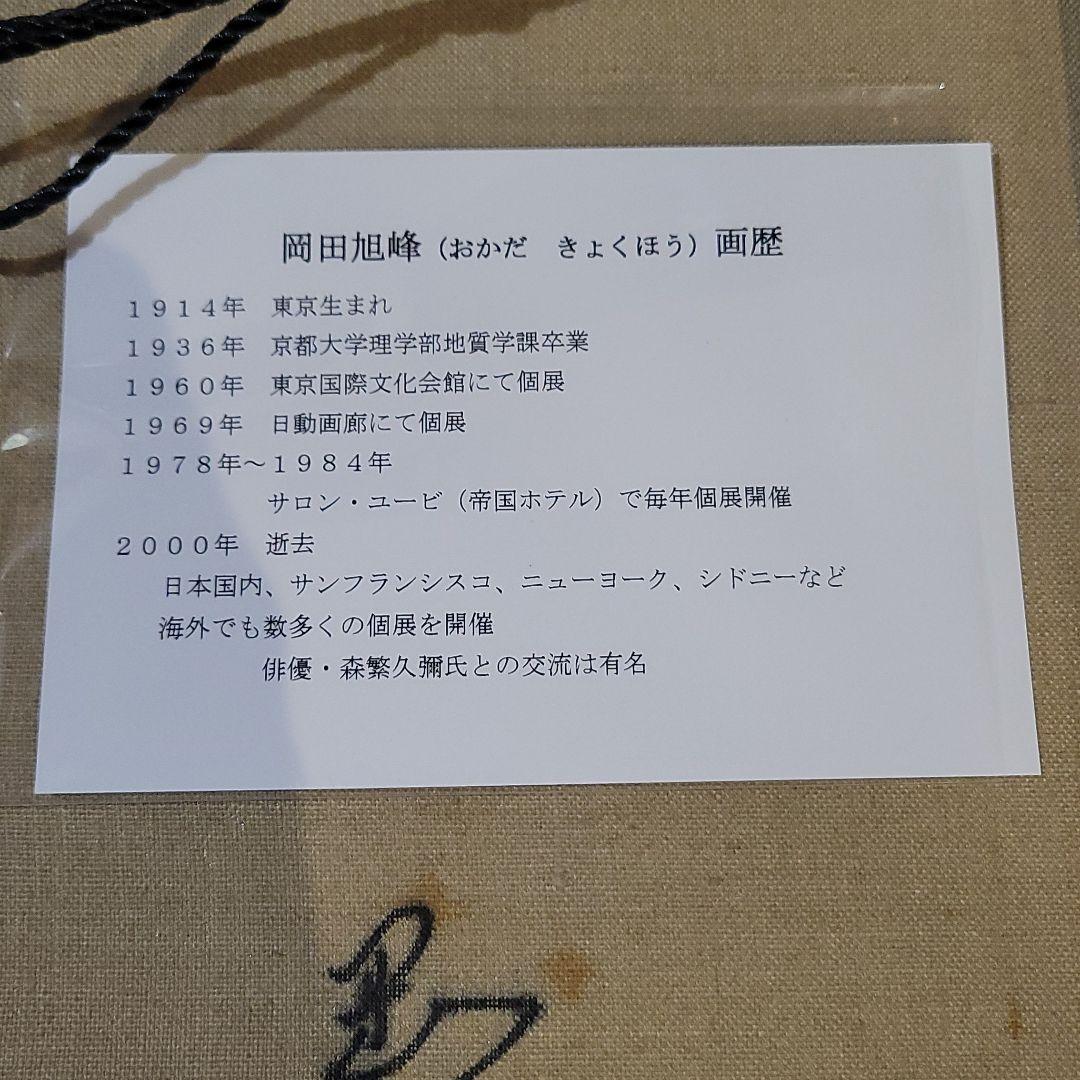 岡田旭峰（おかだ　きょくほう）画歴
１９１４年　東京生まれ
１９３６年　京都大学理学部地質学課卒業
１９６０年　東京国際文化会館にて個展
１９６９年　日動画廊にて個展
１９７８年～１９８４年
サロン・ユービ（帝国ホテル）で毎年個展開催
２０００年　逝去
日本国内、サンフランシスコ、ニューヨーク、シドニーなど
海外でも数多くの個展を開催
俳優・森繁久彌氏との交流は有名